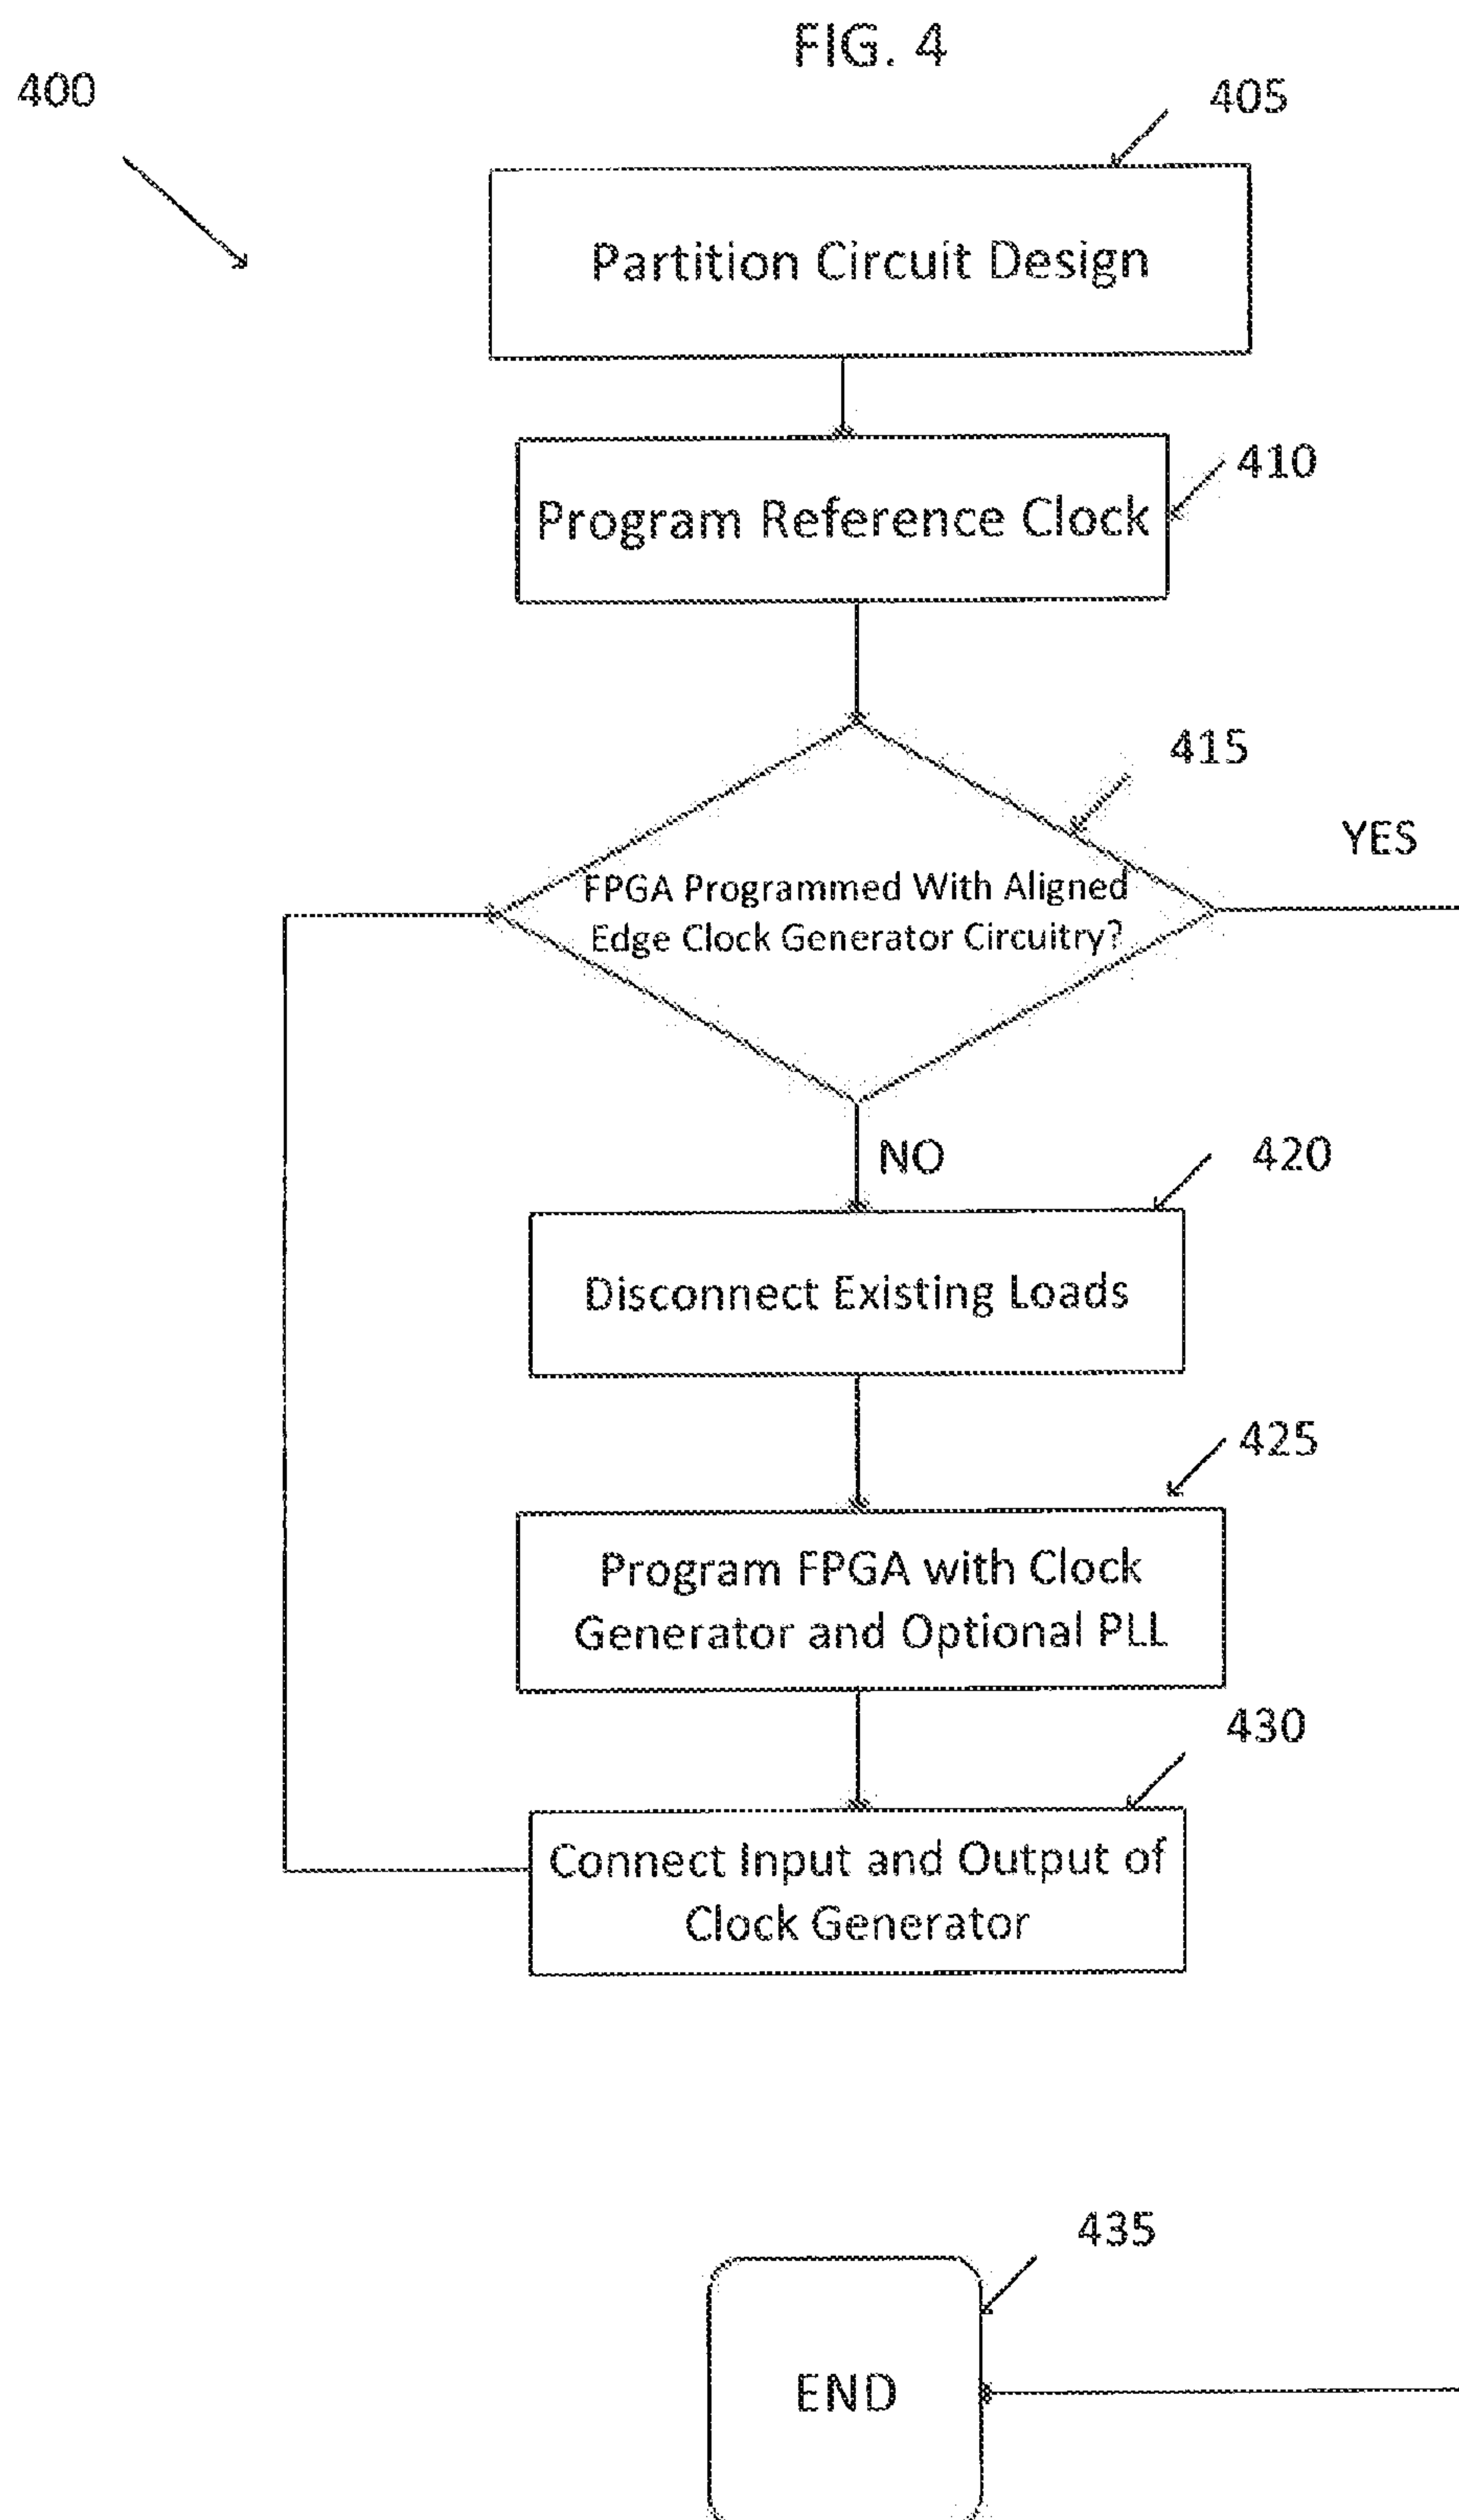 FIG. 4
400
405
Partition Circuit Design
410
Program Reference Clock
415
YES
FPGA Programmed With Aligned
Edge Clock Generator Circuitry?
NO
420
Disconnect Existing Loads
425
Program FPGA with Clock
Generator and Optional PLL
430
Connect Input and Output of
Clock Generator
435
END